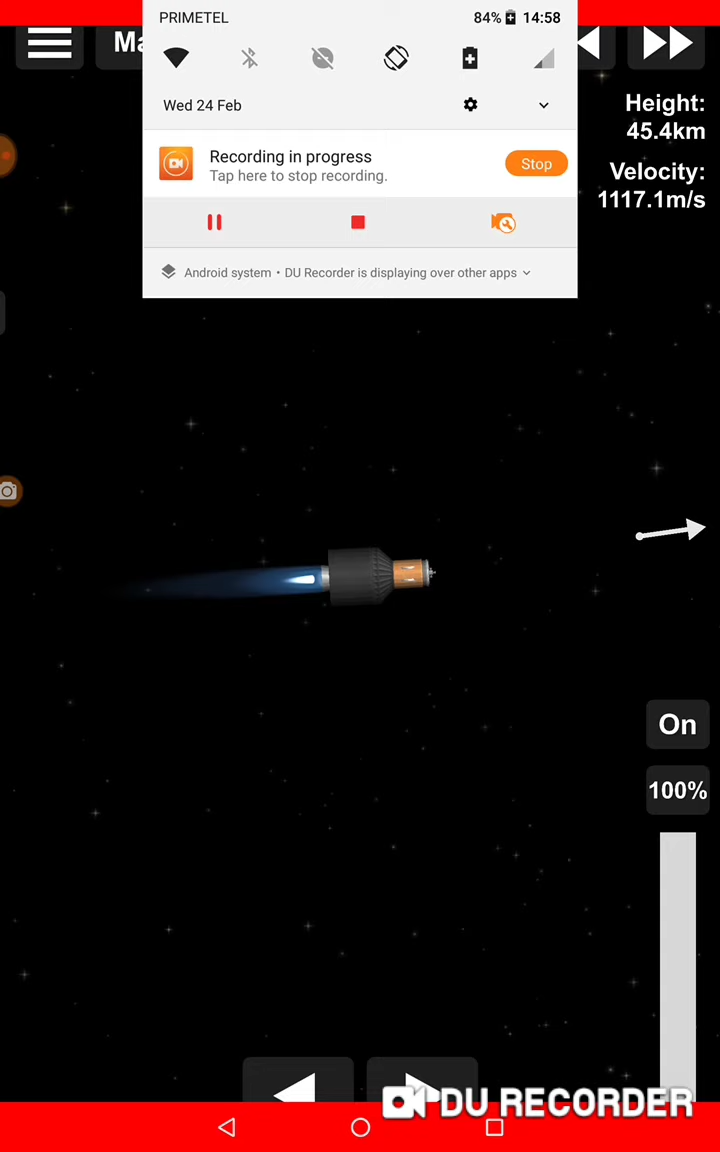 PRIMETEL
84% 14:58
Wed 24 Feb
Recording in progress
Tap here to stop recording.
Stop
Android system • DU Recorder is displaying over other apps
Height:
45.4km
Velocity:
1117.1m/s
On
100%
DU RECORDER